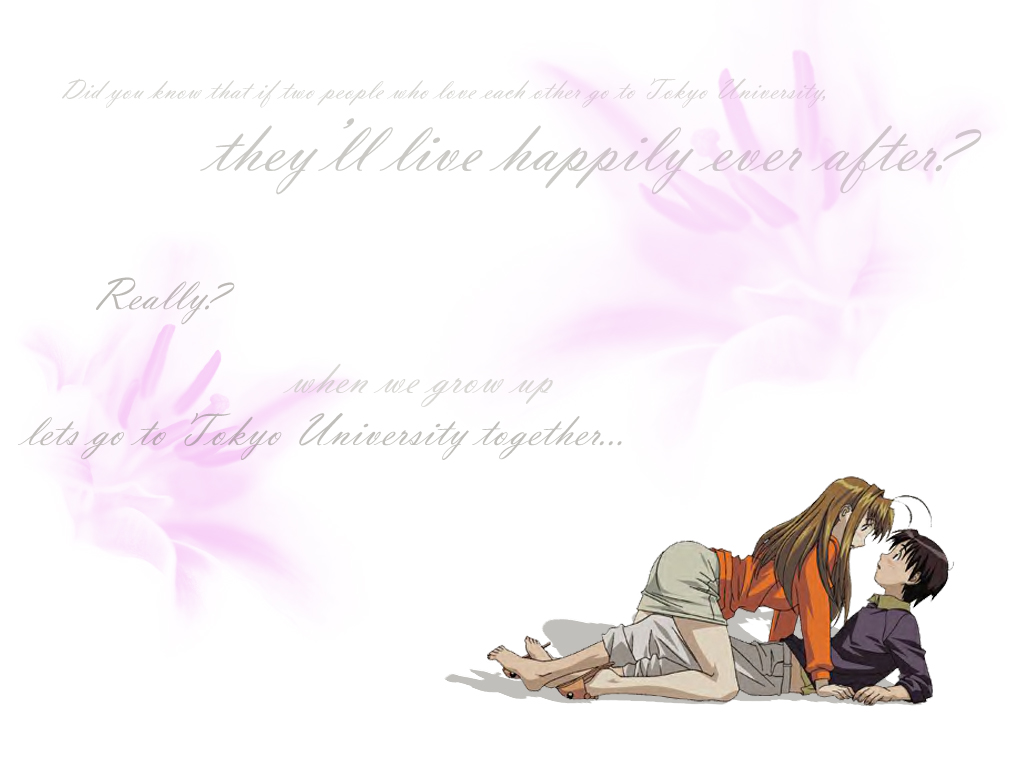 Did you know that if two people who love each other go to Tokyo University,
they'll live happily ever after?
Really?
when we grow up
lets go to Tokyo University together...